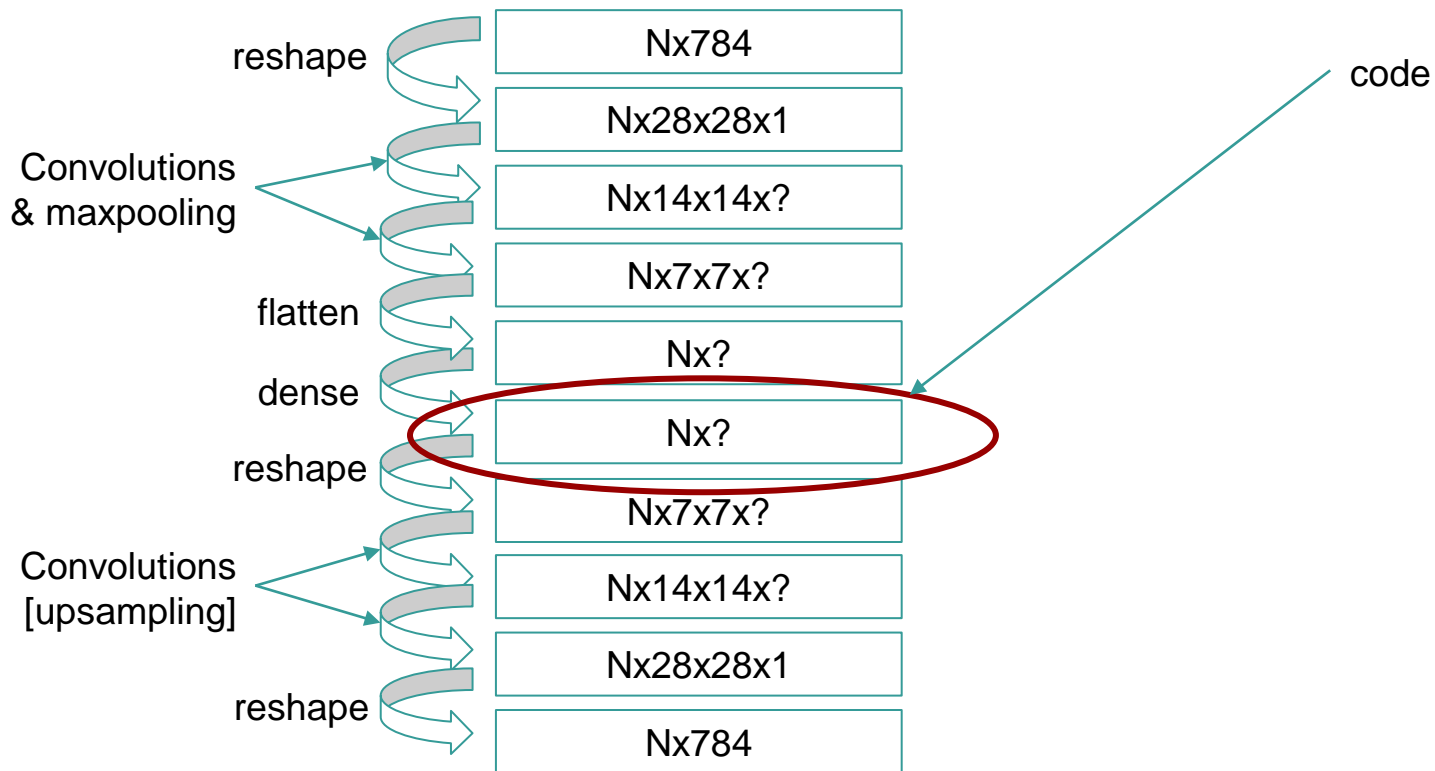 Nx784
reshape
code
Nx28x28x1
Convolutions
& maxpooling
Nx14x14x?
Nx7x7x?
flatten
Nx?
dense
Nx?
reshape
Nx7x7x?
Convolutions
[upsampling]
Nx14x14x?
Nx28x28x1
reshape
Nx784